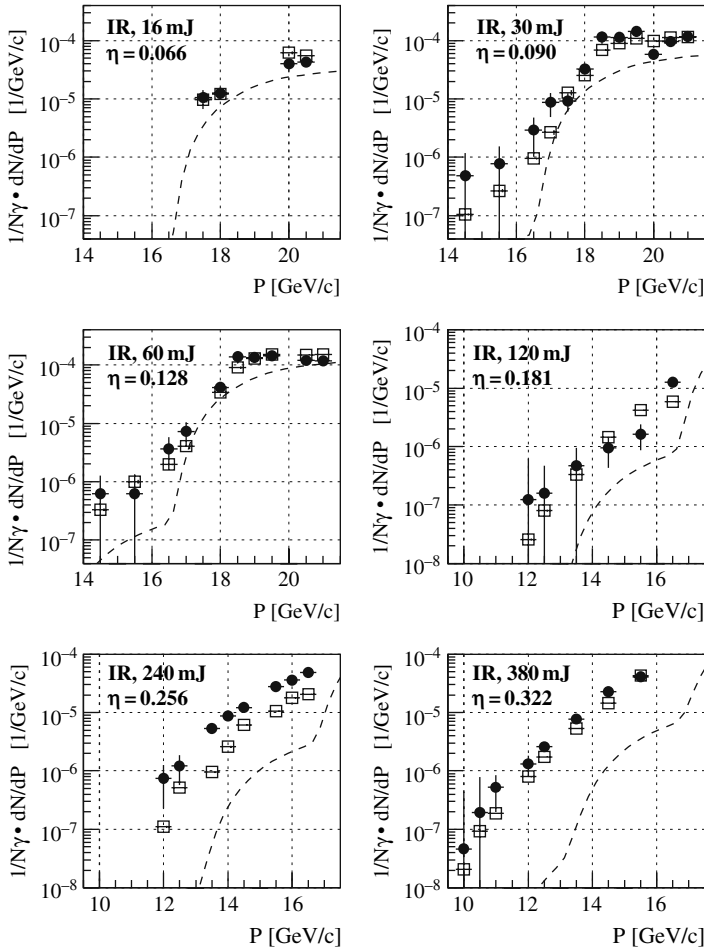 IR, 16 mJ
η = 0.066
1/Nγ• dN/dP [1/GeV/c]
10⁻⁴
10⁻⁵
10⁻⁶
10⁻⁷
14 16 18 20
P [GeV/c]
IR, 30 mJ
η = 0.090
1/Nγ• dN/dP [1/GeV/c]
10⁻⁴
10⁻⁵
10⁻⁶
10⁻⁷
14 16 18 20
P [GeV/c]
IR, 60 mJ
η = 0.128
1/Nγ• dN/dP [1/GeV/c]
10⁻⁴
10⁻⁵
10⁻⁶
10⁻⁷
14 16 18 20
P [GeV/c]
IR, 120 mJ
η = 0.181
1/Nγ• dN/dP [1/GeV/c]
10⁻⁴
10⁻⁵
10⁻⁶
10⁻⁷
10⁻⁸
10 12 14 16
P [GeV/c]
IR, 240 mJ
η = 0.256
1/Nγ• dN/dP [1/GeV/c]
10⁻⁴
10⁻⁵
10⁻⁶
10⁻⁷
10⁻⁸
10 12 14 16
P [GeV/c]
IR, 380 mJ
η = 0.322
1/Nγ• dN/dP [1/GeV/c]
10⁻⁴
10⁻⁵
10⁻⁶
10⁻⁷
10⁻⁸
10 12 14 16
P [GeV/c]